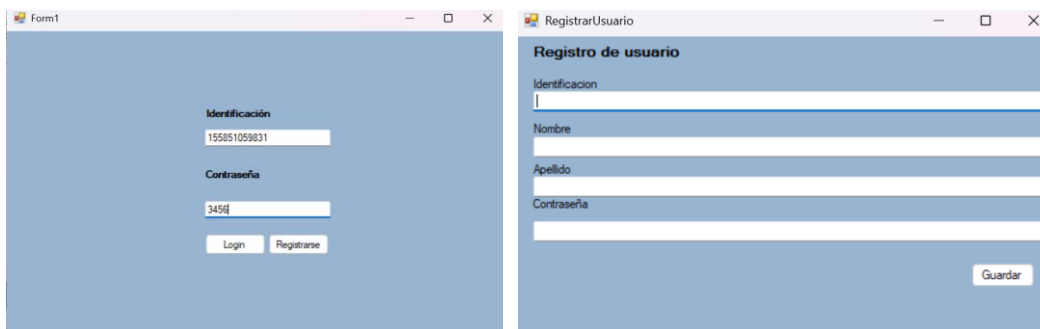 Form1
Identificación
155851059831
Contraseña
3456
Login Registrarse
RegistrarUsuario
Registro de usuario
Identificacion
Nombre
Apellido
Contraseña
Guardar